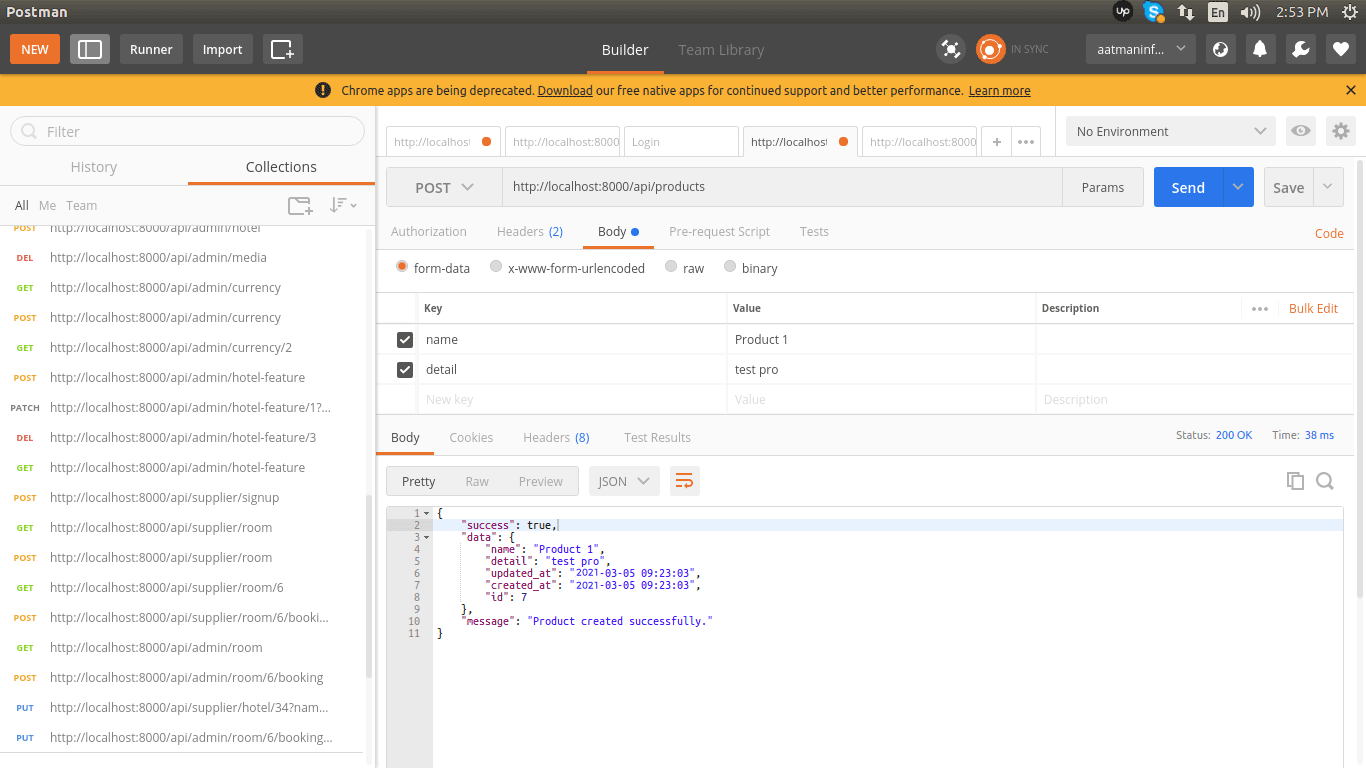 Postman
up
En
2:53 PM
NEW
Runner
Import
Builder
Team Library
IN SYNC
aatmaninf...
Chrome apps are being deprecated. Download our free native apps for continued support and better performance. Learn more
Filter
History
Collections
All Me Team
POST http://localhost:8000/api/admin/hotel
DEL http://localhost:8000/api/admin/media
GET http://localhost:8000/api/admin/currency
POST http://localhost:8000/api/admin/currency
GET http://localhost:8000/api/admin/currency/2
POST http://localhost:8000/api/admin/hotel-feature
PATCH http://localhost:8000/api/admin/hotel-feature/1?...
DEL http://localhost:8000/api/admin/hotel-feature/3
GET http://localhost:8000/api/admin/hotel-feature
POST http://localhost:8000/api/supplier/signup
GET http://localhost:8000/api/supplier/room
POST http://localhost:8000/api/supplier/room
GET http://localhost:8000/api/supplier/room/6
POST http://localhost:8000/api/supplier/room/6/booki...
GET http://localhost:8000/api/admin/room
POST http://localhost:8000/api/admin/room/6/booking
PUT http://localhost:8000/api/supplier/hotel/34?nam...
PUT http://localhost:8000/api/admin/room/6/booking...
http://localhost
http://localhost:8000
Login
http://localhost
http://localhost:8000
+
•••
No Environment
POST
http://localhost:8000/api/products
Params
Send
Save
Authorization
Headers (2)
Body
Pre-request Script
Tests
Code
form-data
x-www-form-urlencoded
raw
binary
Key Value Description ••• Bulk Edit
name Product 1
detail test pro
New key Value Description
Body
Cookies
Headers (8)
Test Results
Status: 200 OK
Time: 38 ms
Pretty
Raw
Preview
JSON
1 {
2 "success": true,
3 "data": {
4 "name": "Product 1",
5 "detail": "test pro",
6 "updated_at": "2021-03-05 09:23:03",
7 "created_at": "2021-03-05 09:23:03",
8 "id": 7
9 },
10 "message": "Product created successfully."
11 }